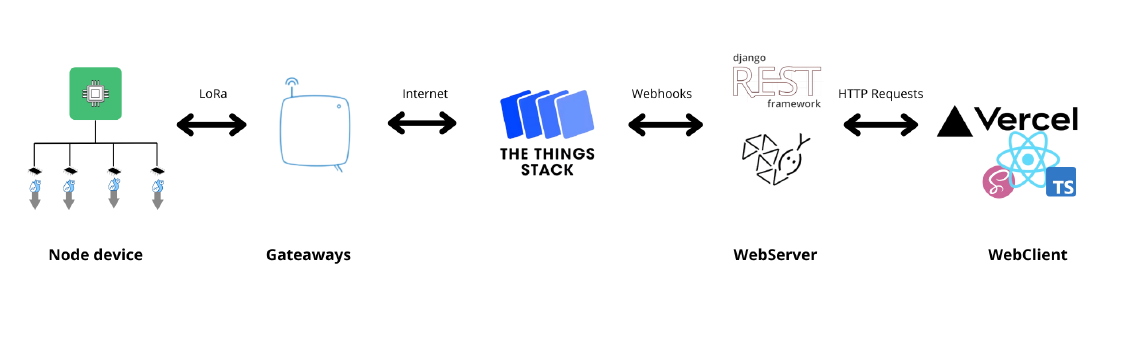 LoRa
Internet
Webhooks
HTTP Requests
django
REST
framework
THE THINGS
STACK
Vercel
TS
Node device
Gateaways
WebServer
WebClient